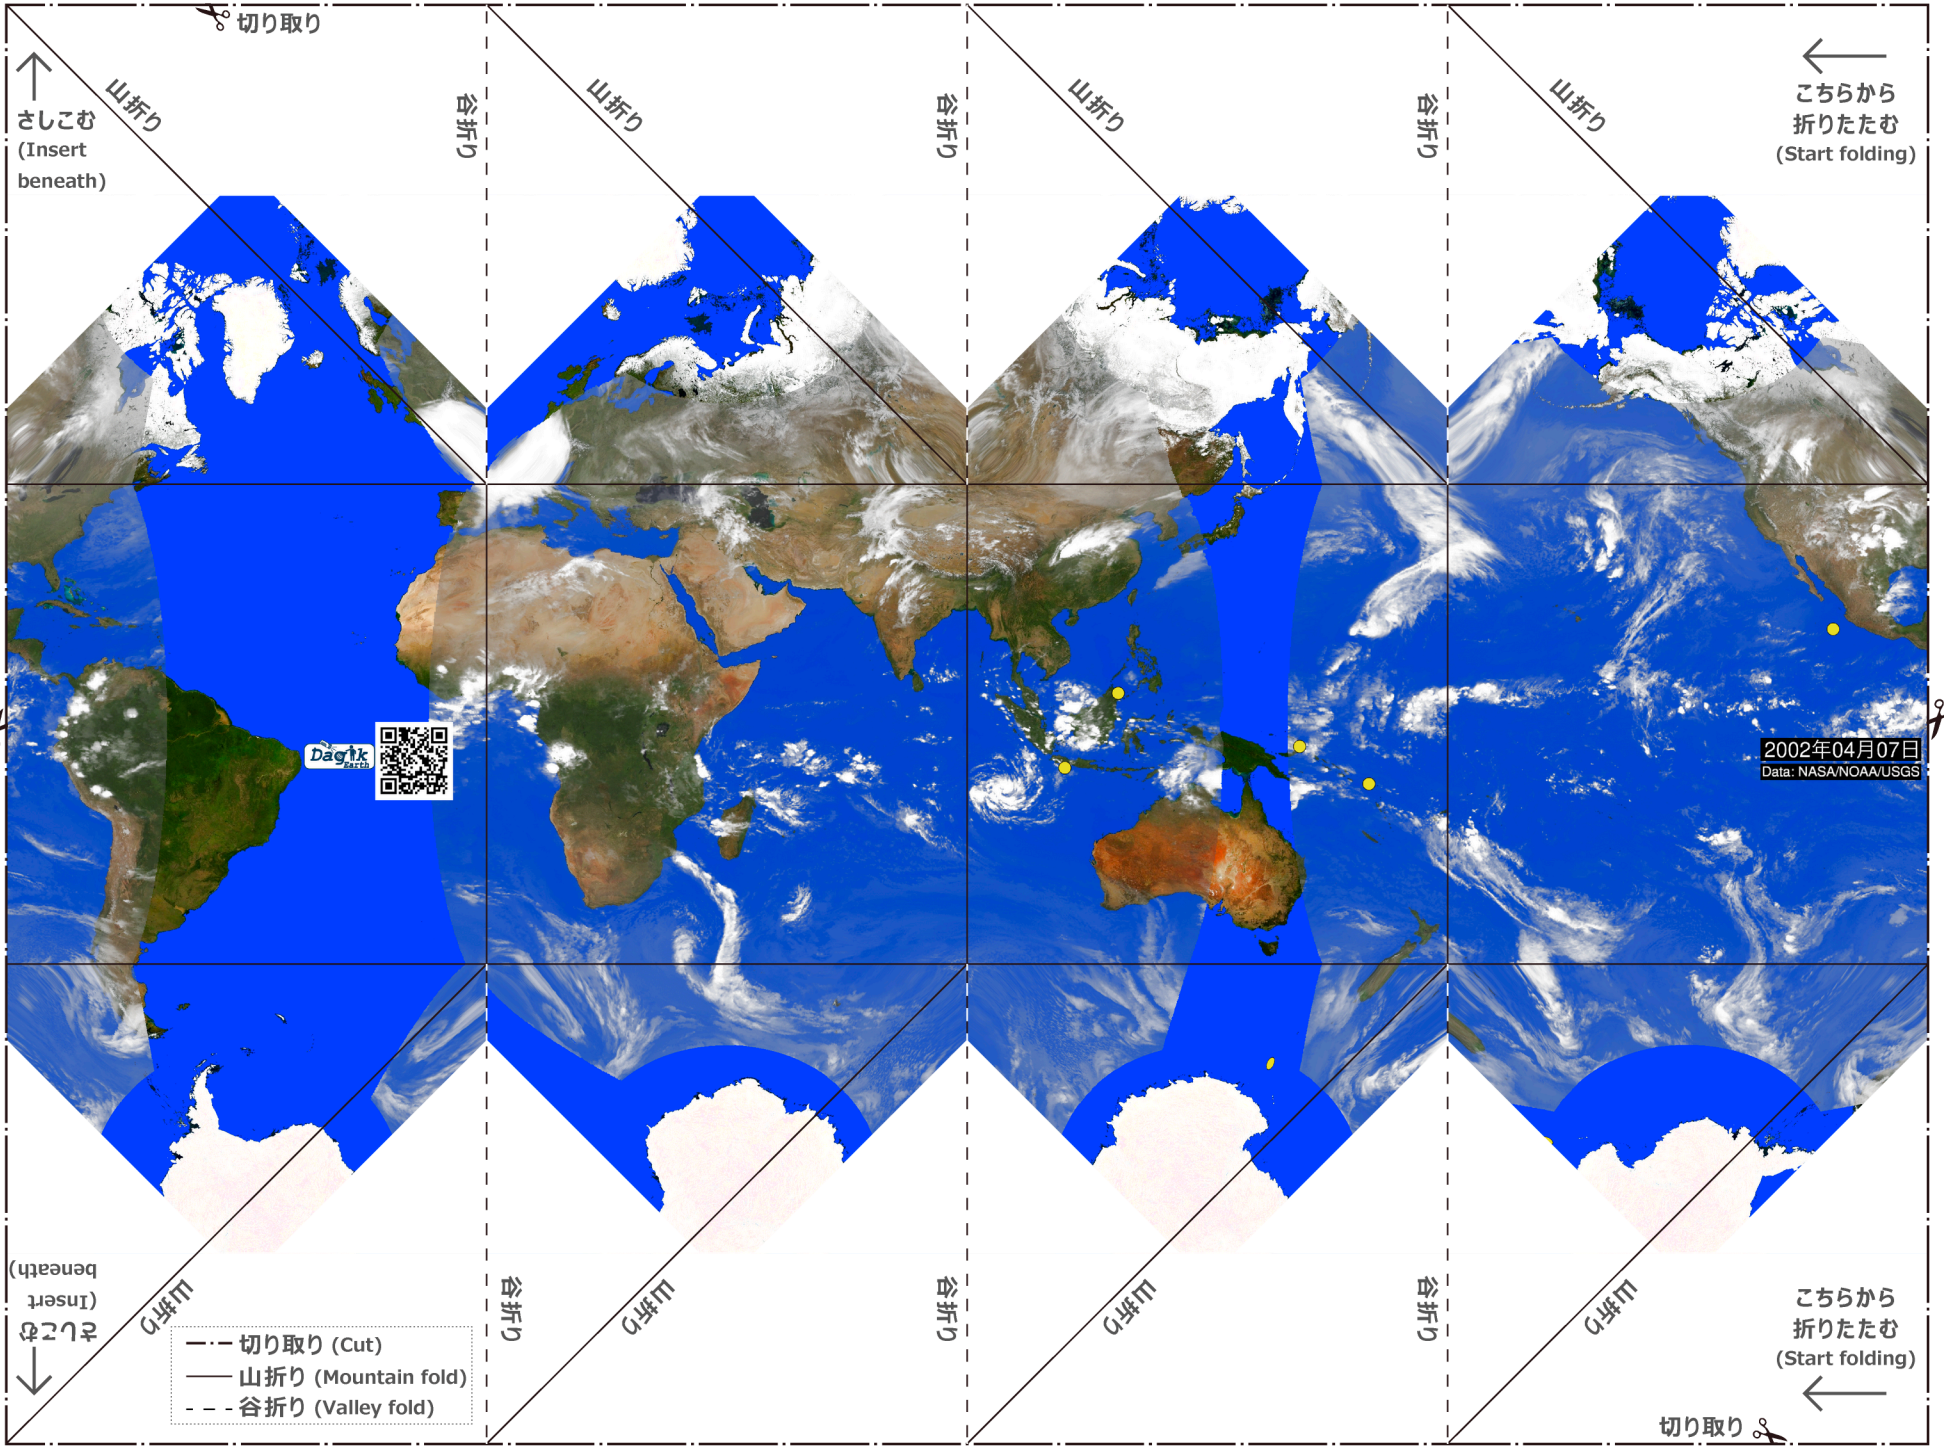 切り取り
さしこむ
(Insert
beneath)
山折り
谷折り
山折り
谷折り
山折り
谷折り
山折り
こちらから
折りたたむ
(Start folding)
Dagik
Earth
2002年04月07日
Data: NASA/NOAA/USGS
さしこむ
(Insert
beneath)
山折り
谷折り
山折り
谷折り
山折り
谷折り
山折り
こちらから
折りたたむ
(Start folding)
切り取り (Cut)
山折り (Mountain fold)
谷折り (Valley fold)
切り取り